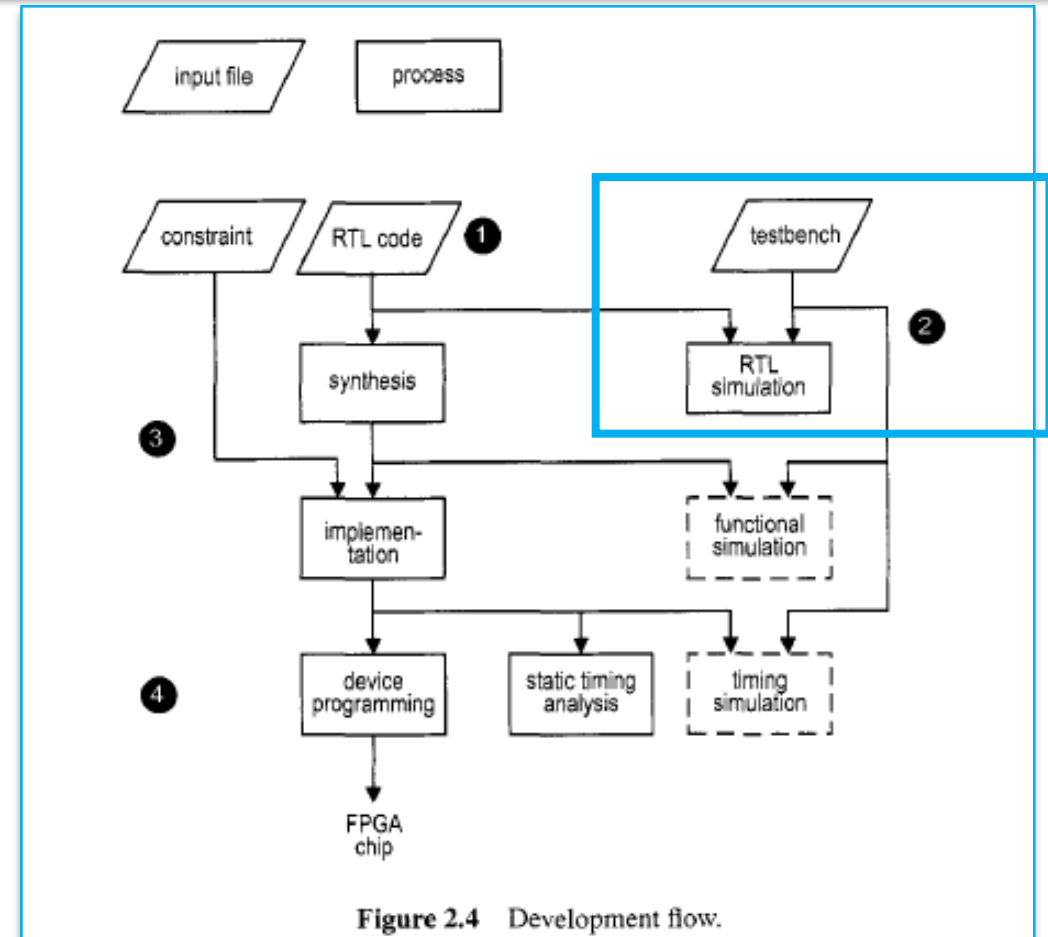 input file
process
constraint
RTL code
1
testbench
2
synthesis
RTL
simulation
3
implemen-
tation
functional
simulation
4
device
programming
static timing
analysis
timing
simulation
FPGA
chip
Figure 2.4 Development flow.